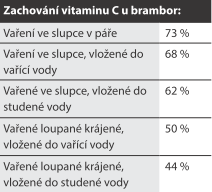 Zachování vitaminu C u brambor:
Vaření ve slupce v páře 73 %
Vaření ve slupce, vložené do 68 %
vařící vody
Vařené ve slupce, vložené do 62 %
studené vody
Vařené loupané krájené, 50 %
vložené do vařící vody
Vařené loupané krájené, 44 %
vložené do studené vody